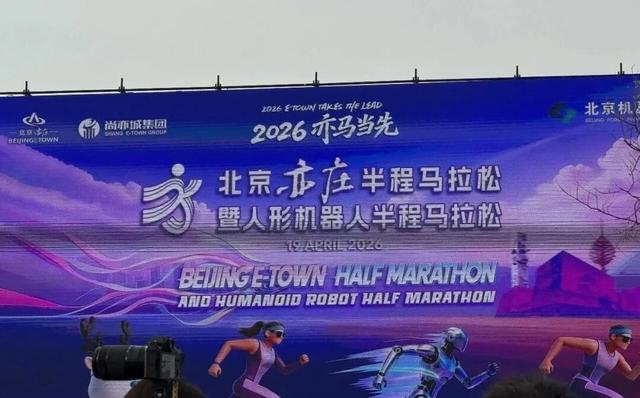 2026 E-TOWN TAKES THE LEAD
2026 亦马当先
北京亦庄
BEIJING E-TOWN
尚亦城集团
SHANG E-TOWN GROUP
北京机
BEIJING ROBOT
北京亦庄半程马拉松
暨人形机器人半程马拉松
19 APRIL 2026
BEIJING E-TOWN HALF MARATHON
AND HUMANOID ROBOT HALF MARATHON